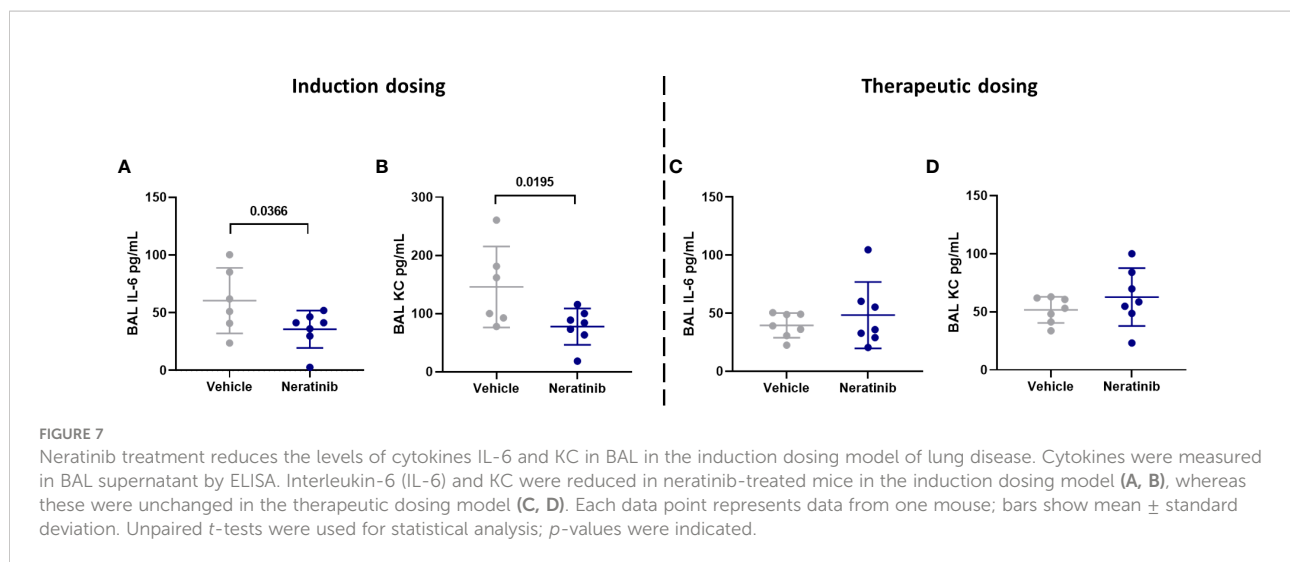 Induction dosing
Therapeutic dosing
A
B
C
D
0.0366
0.0195
BAL IL-6 pg/mL
150
100
50
0
Vehicle
Neratinib
BAL KC pg/mL
300
200
100
0
Vehicle
Neratinib
BAL IL-6 pg/mL
150
100
50
0
Vehicle
Neratinib
BAL KC pg/mL
150
100
50
0
Vehicle
Neratinib
FIGURE 7
Neratinib treatment reduces the levels of cytokines IL-6 and KC in BAL in the induction dosing model of lung disease. Cytokines were measured
in BAL supernatant by ELISA. Interleukin-6 (IL-6) and KC were reduced in neratinib-treated mice in the induction dosing model (A, B), whereas
these were unchanged in the therapeutic dosing model (C, D). Each data point represents data from one mouse; bars show mean ± standard
deviation. Unpaired t-tests were used for statistical analysis; p-values were indicated.